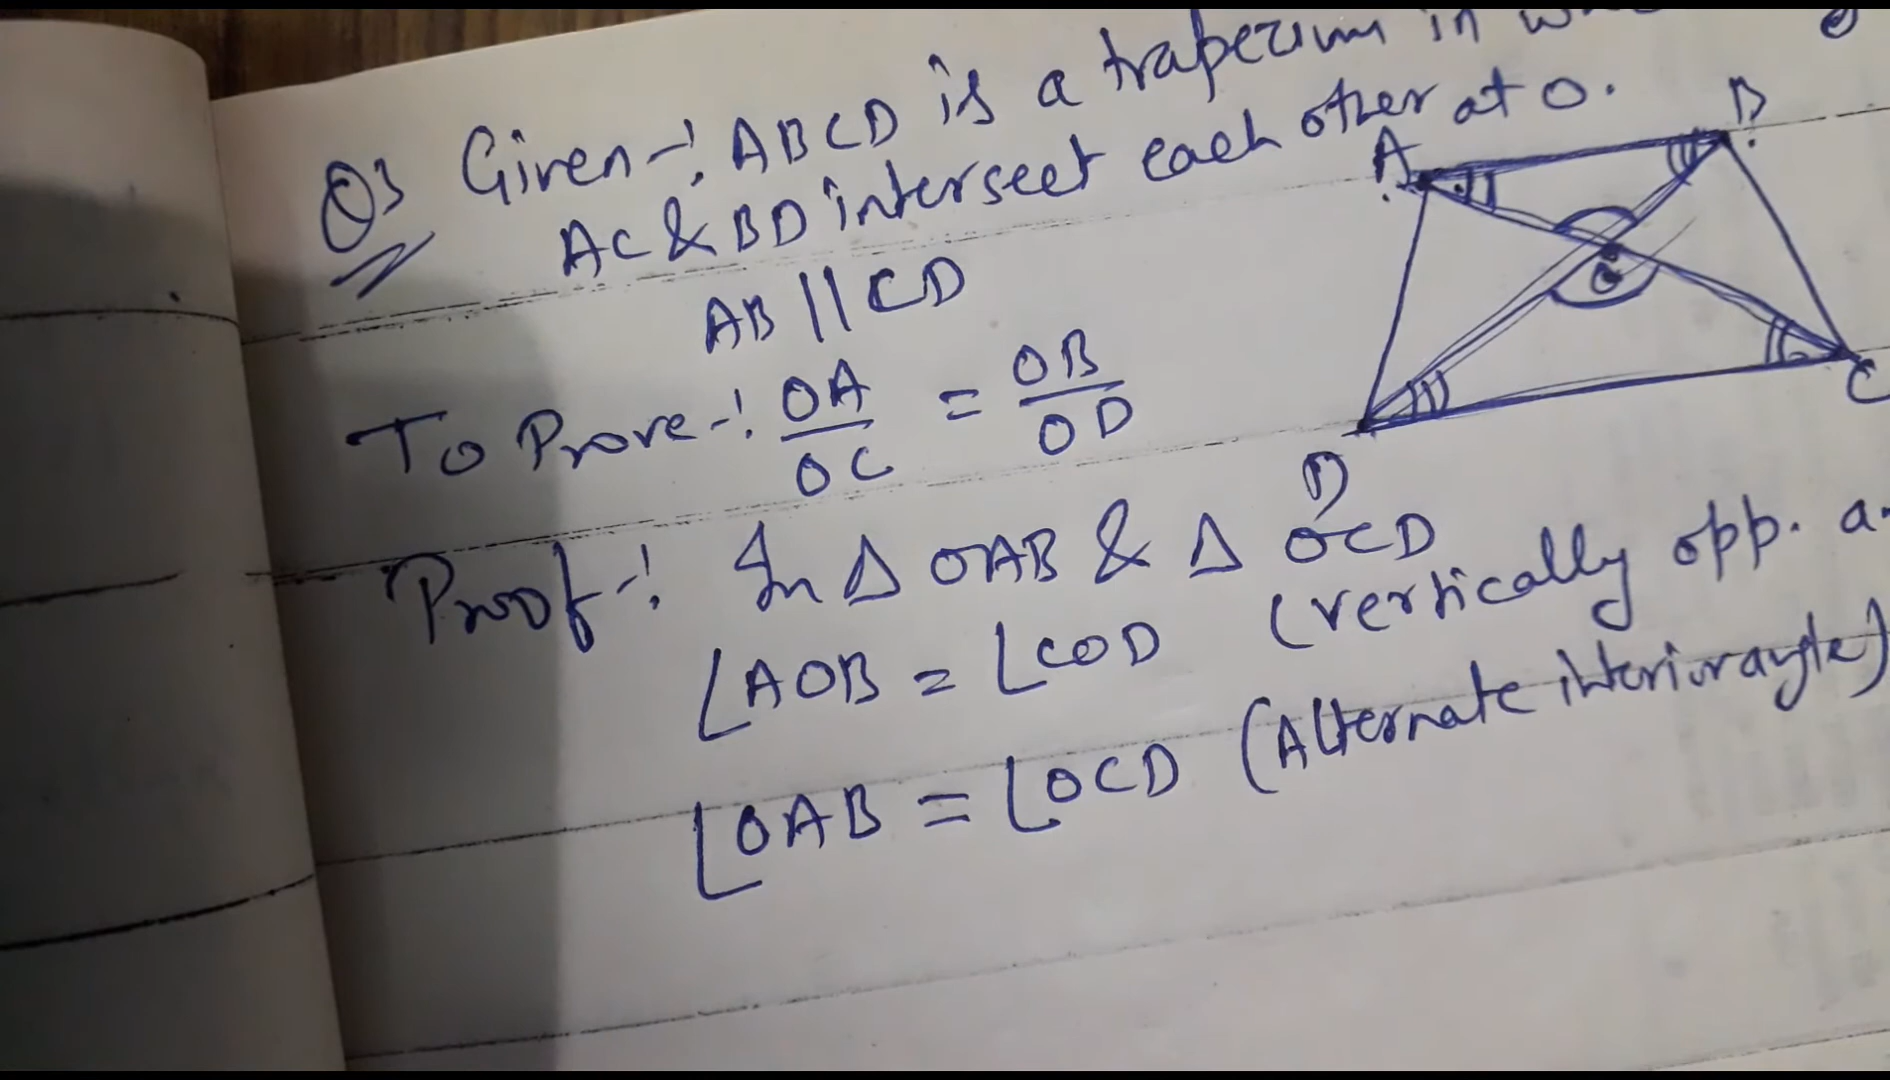 Q3 Given -: ABCD is a trapezium in
AC & BD intersect each other at O.
AB || CD
To Prove -: OA/OC = OB/OD
Proof -: In Δ OAB & Δ OCD
∠AOB = ∠COD (vertically opp. a
∠OAB = ∠OCD (Alternate interior angle)
A
B
C
D